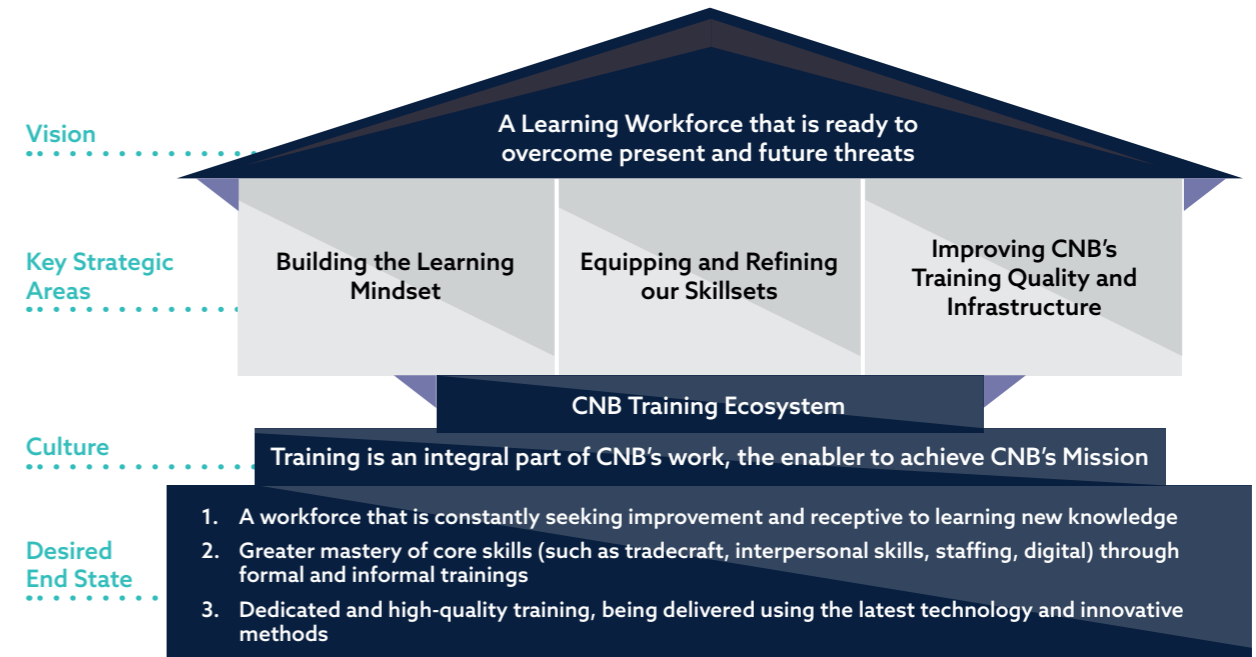 Vision
A Learning Workforce that is ready to
overcome present and future threats
Key Strategic
Areas
Building the Learning
Mindset
Equipping and Refining
our Skillsets
Improving CNB’s
Training Quality and
Infrastructure
CNB Training Ecosystem
Culture
Training is an integral part of CNB’s work, the enabler to achieve CNB’s Mission
Desired
End State
1. A workforce that is constantly seeking improvement and receptive to learning new knowledge
2. Greater mastery of core skills (such as tradecraft, interpersonal skills, staffing, digital) through
formal and informal trainings
3. Dedicated and high-quality training, being delivered using the latest technology and innovative
methods